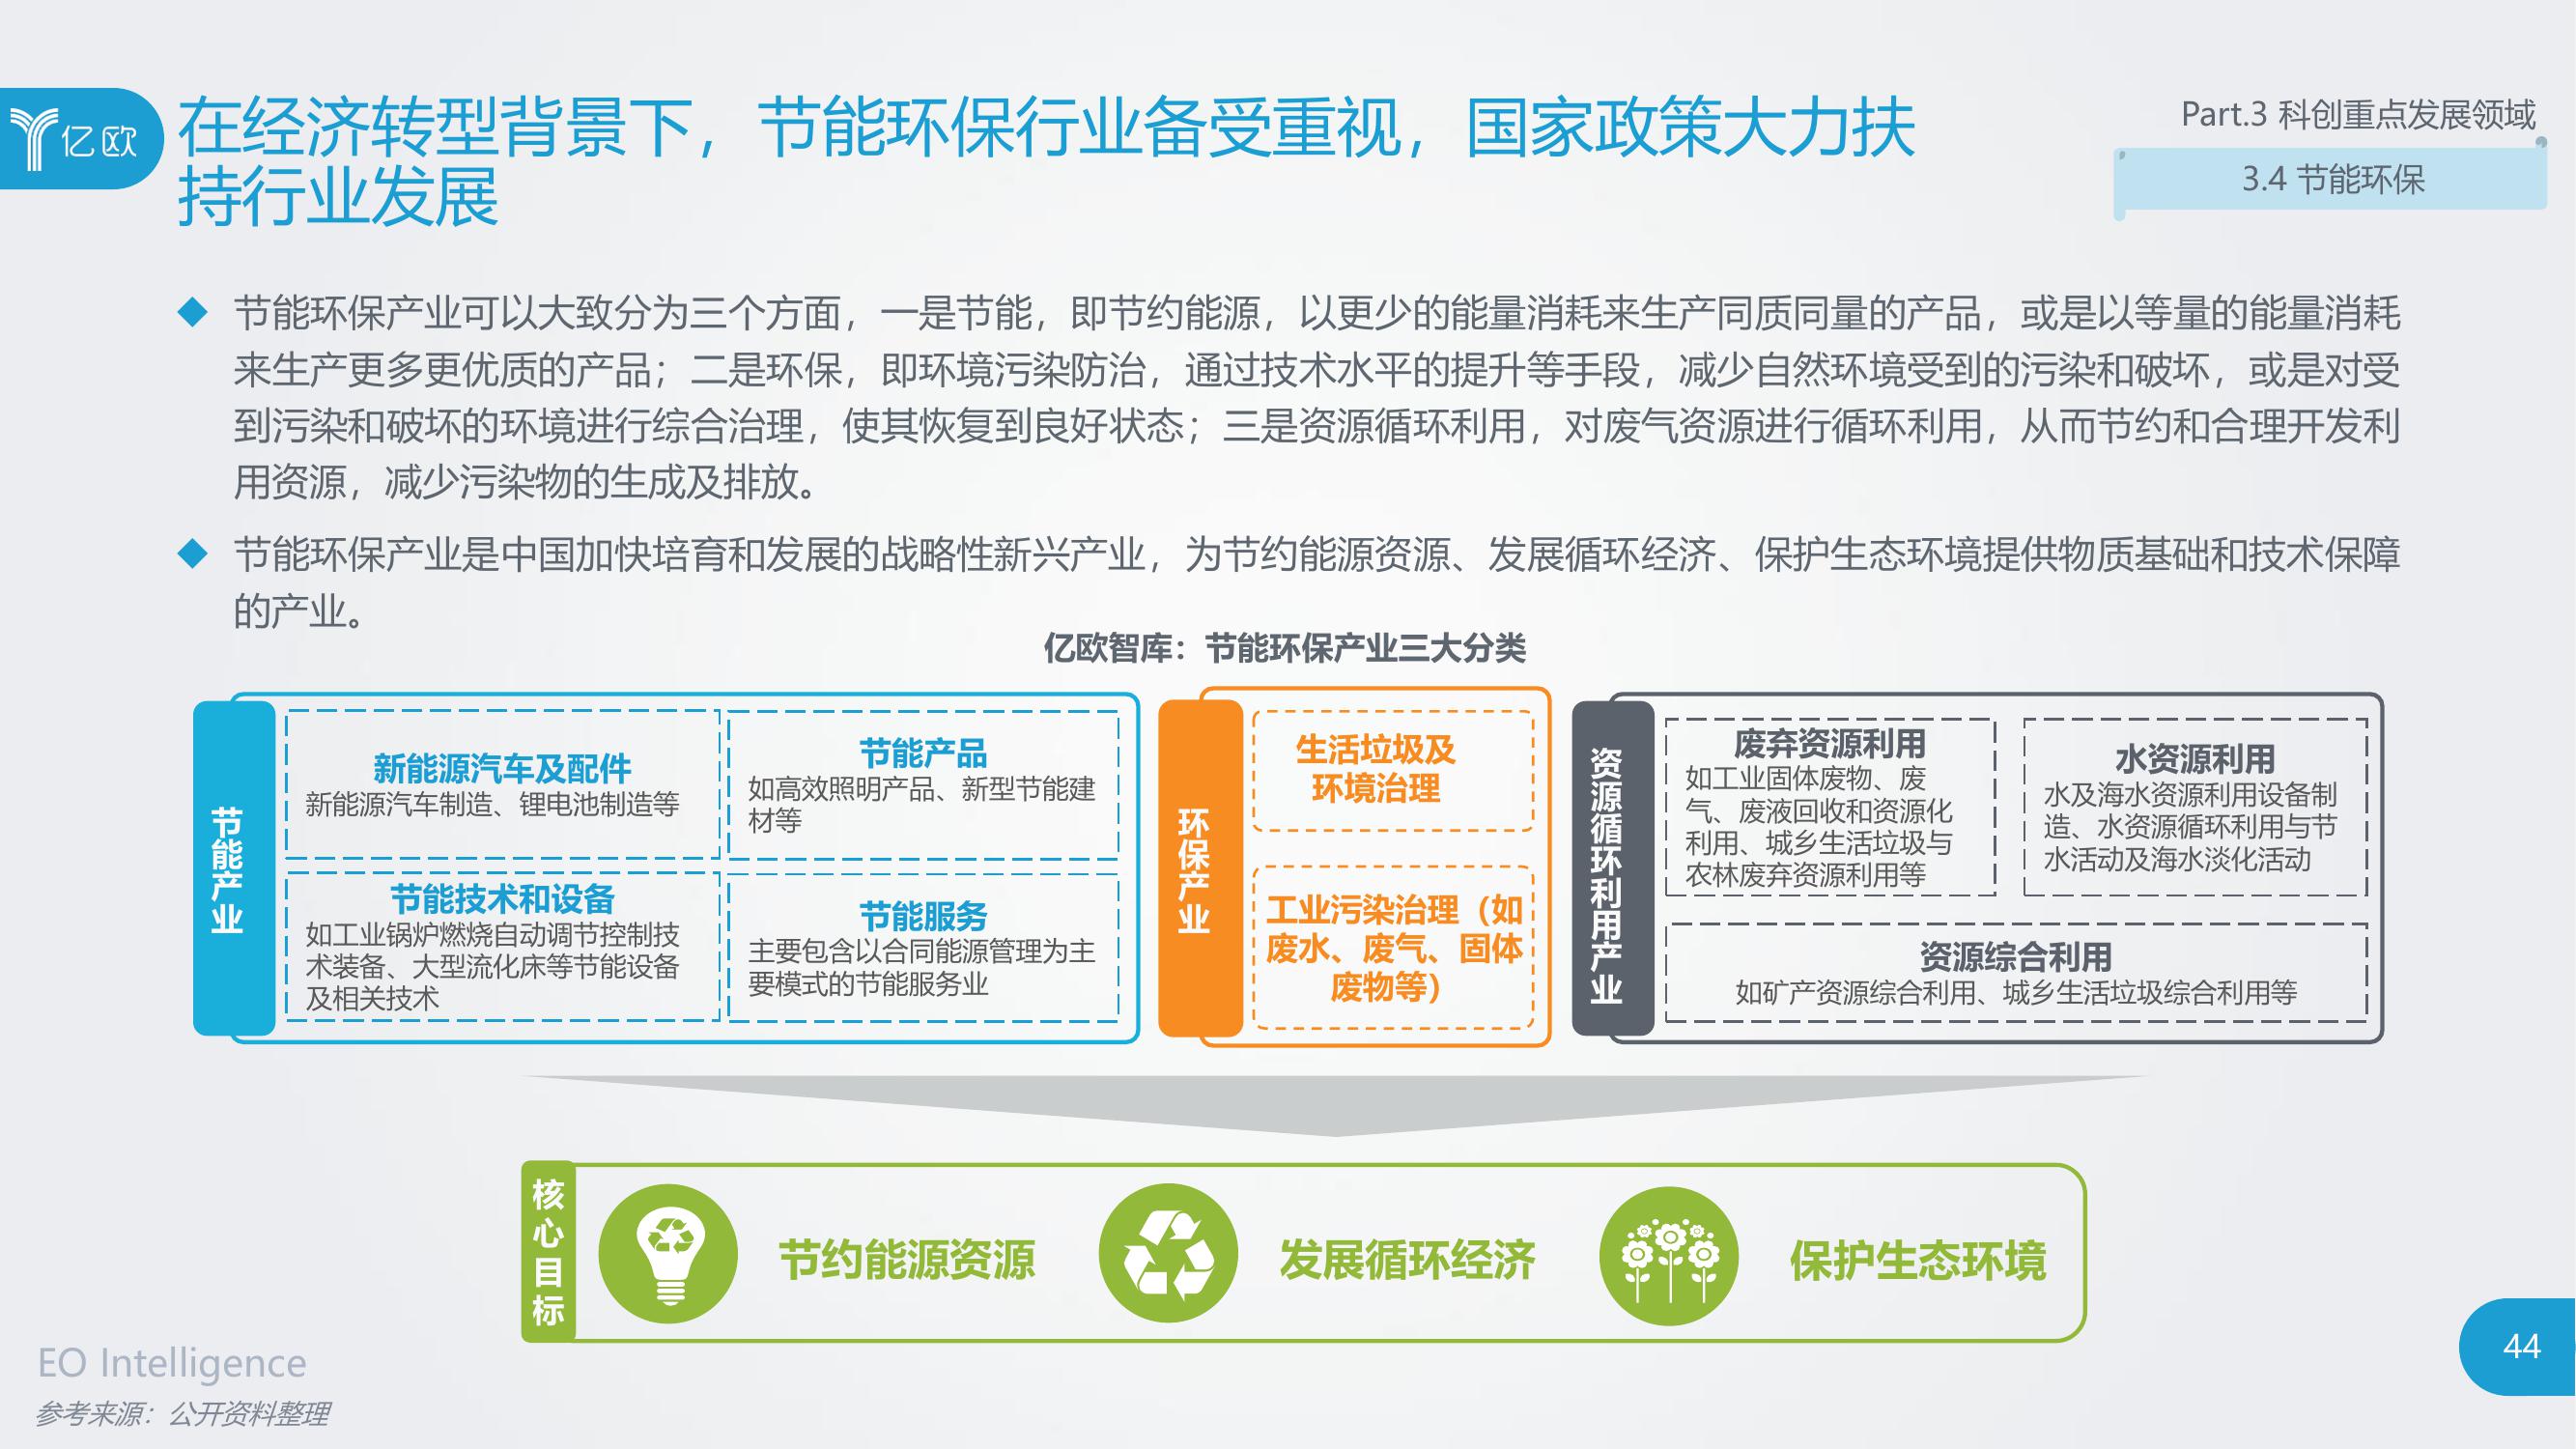 亿欧
在经济转型背景下，节能环保行业备受重视，国家政策大力扶
持行业发展
Part.3 科创重点发展领域
3.4 节能环保
节能环保产业可以大致分为三个方面，一是节能，即节约能源，以更少的能量消耗来生产同质同量的产品，或是以等量的能量消耗
来生产更多更优质的产品；二是环保，即环境污染防治，通过技术水平的提升等手段，减少自然环境受到的污染和破坏，或是对受
到污染和破坏的环境进行综合治理，使其恢复到良好状态；三是资源循环利用，对废气资源进行循环利用，从而节约和合理开发利
用资源，减少污染物的生成及排放。
节能环保产业是中国加快培育和发展的战略性新兴产业，为节约能源资源、发展循环经济、保护生态环境提供物质基础和技术保障
的产业。
亿欧智库：节能环保产业三大分类
节能产业
新能源汽车及配件
新能源汽车制造、锂电池制造等
节能产品
如高效照明产品、新型节能建
材等
节能技术和设备
如工业锅炉燃烧自动调节控制技
术装备、大型流化床等节能设备
及相关技术
节能服务
主要包含以合同能源管理为主
要模式的节能服务业
环保产业
生活垃圾及
环境治理
工业污染治理（如
废水、废气、固体
废物等）
资源循环利用产业
废弃资源利用
如工业固体废物、废
气、废液回收和资源化
利用、城乡生活垃圾与
农林废弃资源利用等
水资源利用
水及海水资源利用设备制
造、水资源循环利用与节
水活动及海水淡化活动
资源综合利用
如矿产资源综合利用、城乡生活垃圾综合利用等
核心目标
节约能源资源
发展循环经济
保护生态环境
EO Intelligence
参考来源：公开资料整理
44